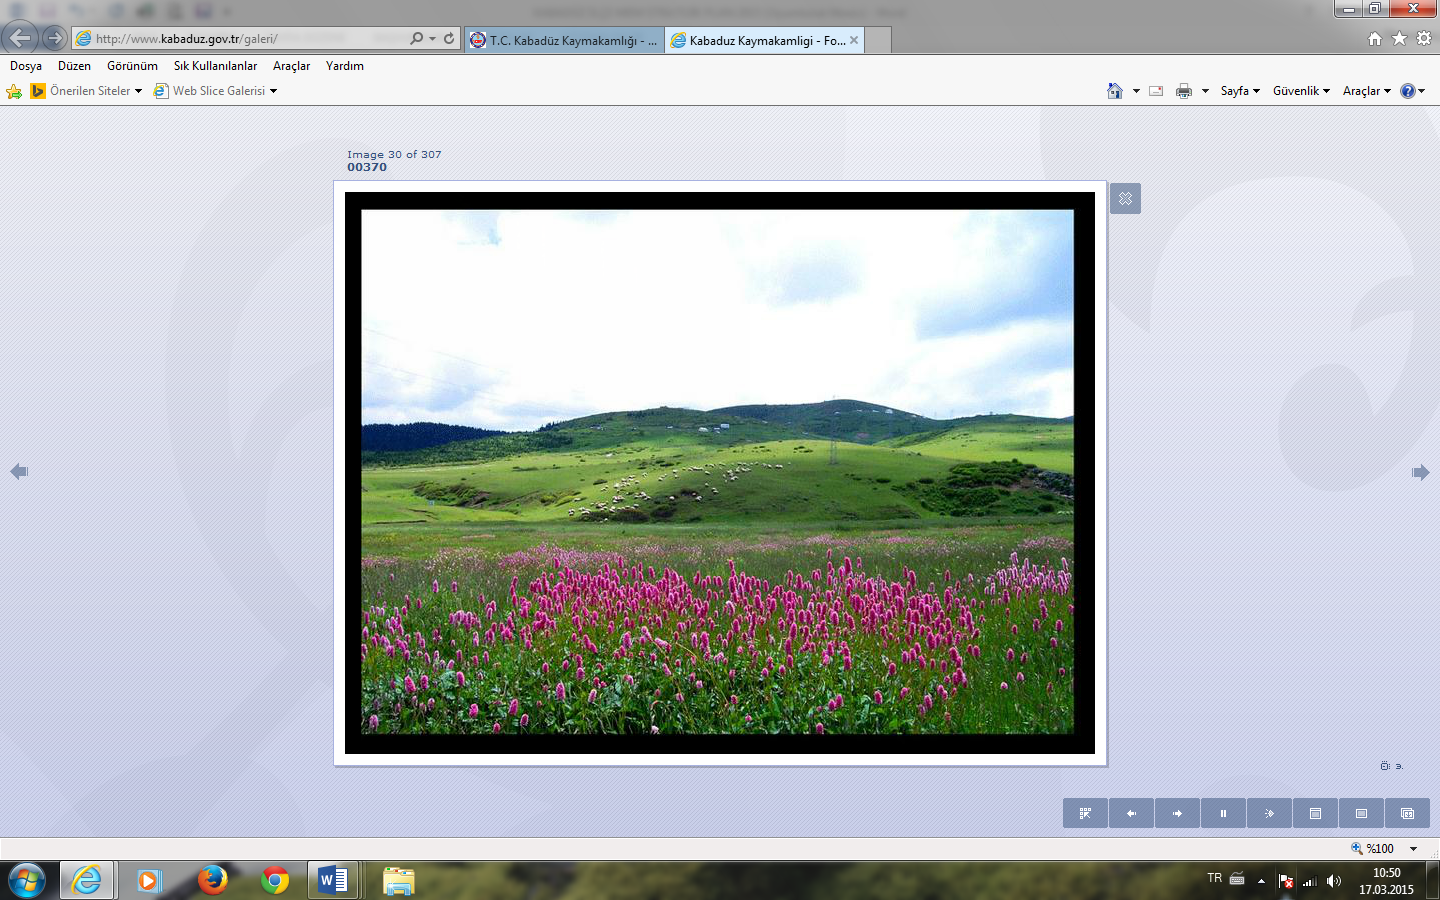 http://www.kabaduz.gov.tr/galeri/
T.C. Kabadüz Kaymakamlığı - ...
Kabaduz Kaymakamligi - Fo...
Dosya Düzen Görünüm Sık Kullanılanlar Araçlar Yardım
Önerilen Siteler
Web Slice Galerisi
Sayfa Güvenlik Araçlar
Image 30 of 307
00370
%100
TR
10:50
17.03.2015